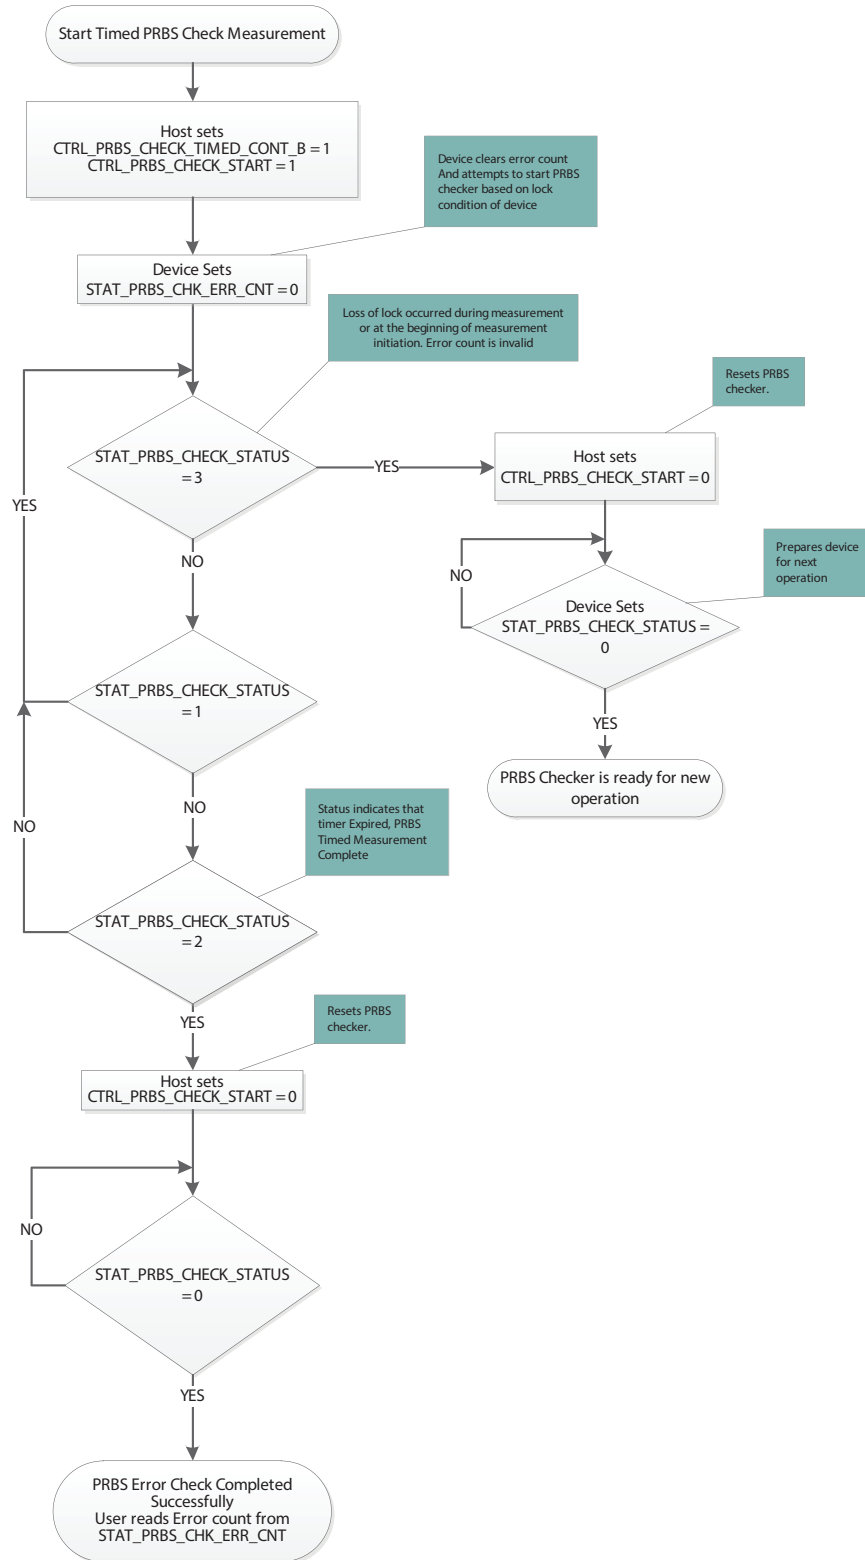 Start Timed PRBS Check Measurement
Host sets
CTRL_PRBS_CHECK_TIMED_CONT_B = 1
CTRL_PRBS_CHECK_START = 1
Device clears error count
And attempts to start PRBS
checker based on lock
condition of device
Device Sets
STAT_PRBS_CHK_ERR_CNT = 0
Loss of lock occurred during measurement
or at the beginning of measurement
initiation. Error count is invalid
Resets PRBS
checker.
STAT_PRBS_CHECK_STATUS
= 3
YES
Host sets
CTRL_PRBS_CHECK_START = 0
YES
NO
Prepares device
for next
operation
NO
Device Sets
STAT_PRBS_CHECK_STATUS =
0
STAT_PRBS_CHECK_STATUS
= 1
YES
PRBS Checker is ready for new
operation
NO
Status indicates that
timer Expired, PRBS
Timed Measurement
Complete
NO
STAT_PRBS_CHECK_STATUS
= 2
YES
Resets PRBS
checker.
Host sets
CTRL_PRBS_CHECK_START = 0
NO
STAT_PRBS_CHECK_STATUS
= 0
YES
PRBS Error Check Completed
Successfully
User reads Error count from
STAT_PRBS_CHK_ERR_CNT